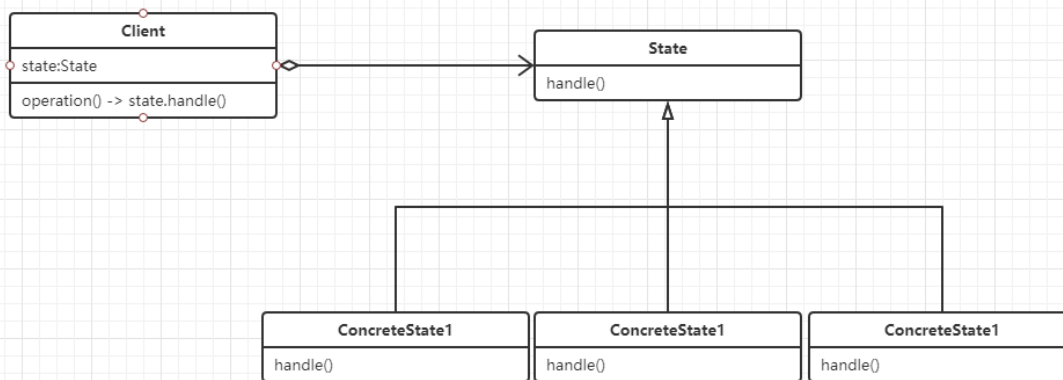 Client
state:State
operation() -> state.handle()
State
handle()
ConcreteState1
handle()
ConcreteState1
handle()
ConcreteState1
handle()